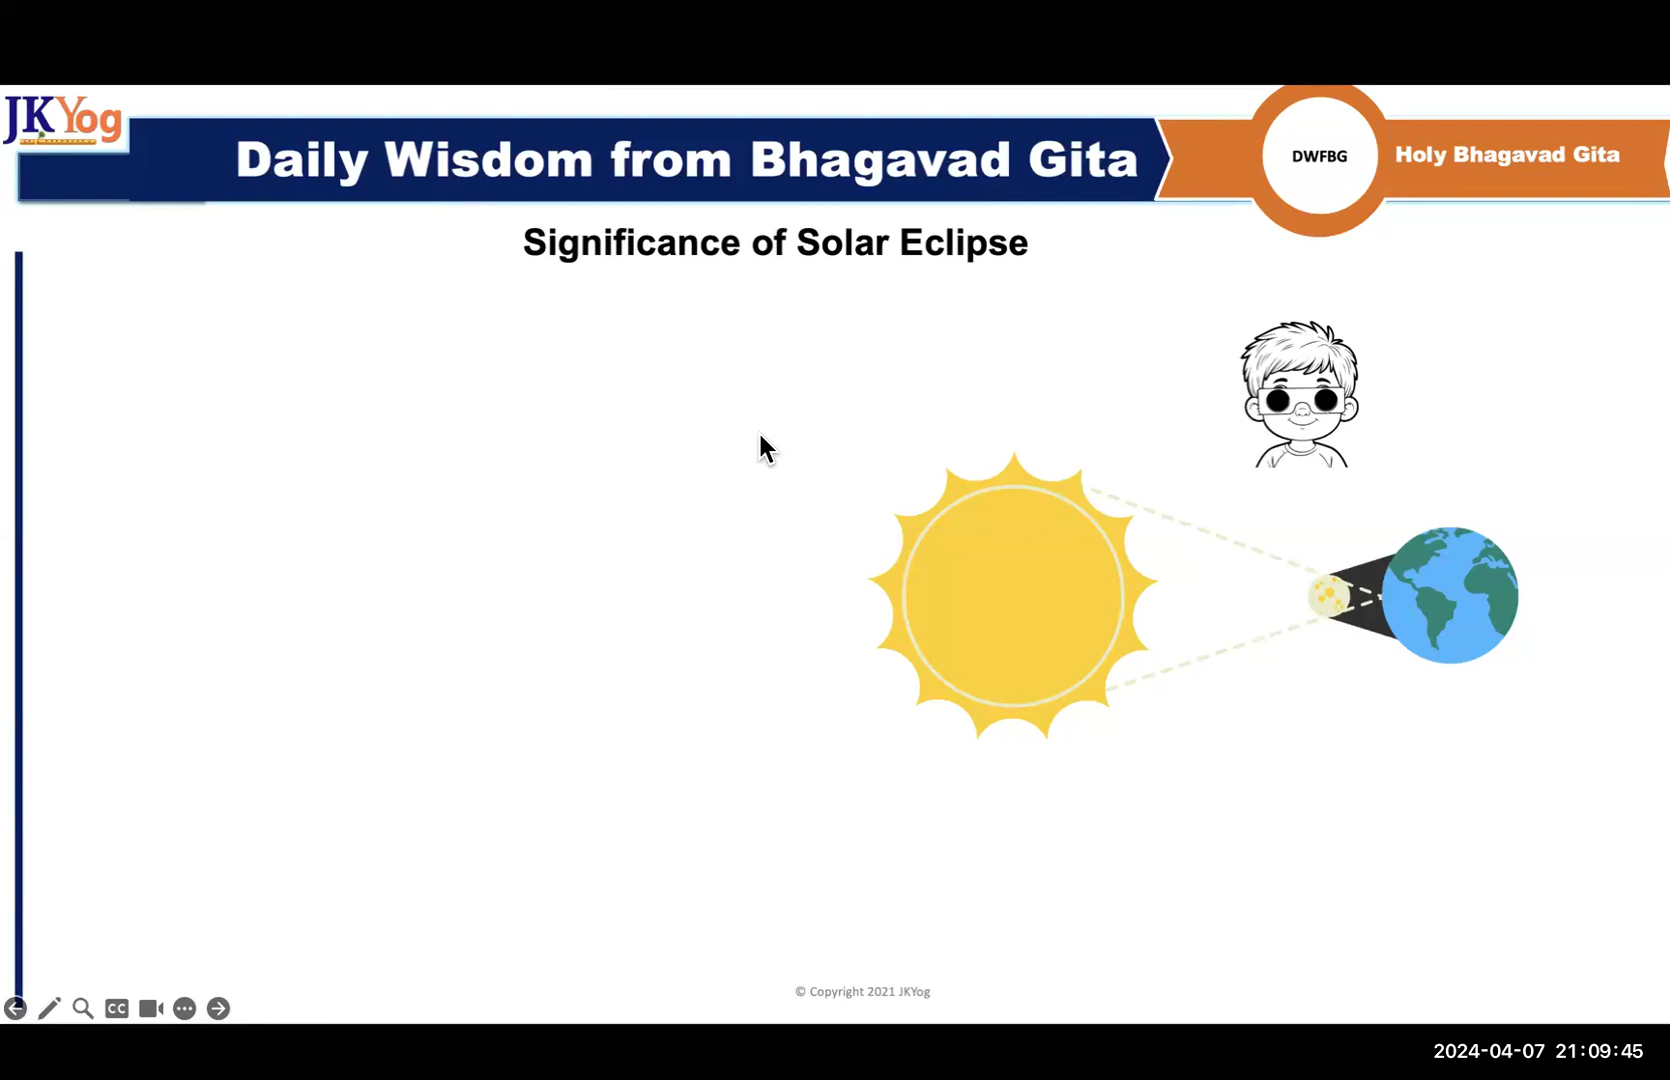 JKYog
Daily Wisdom from Bhagavad Gita
DWFBG
Holy Bhagavad Gita
Significance of Solar Eclipse
© Copyright 2021 JKYog
CC
2024-04-07 21:09:45